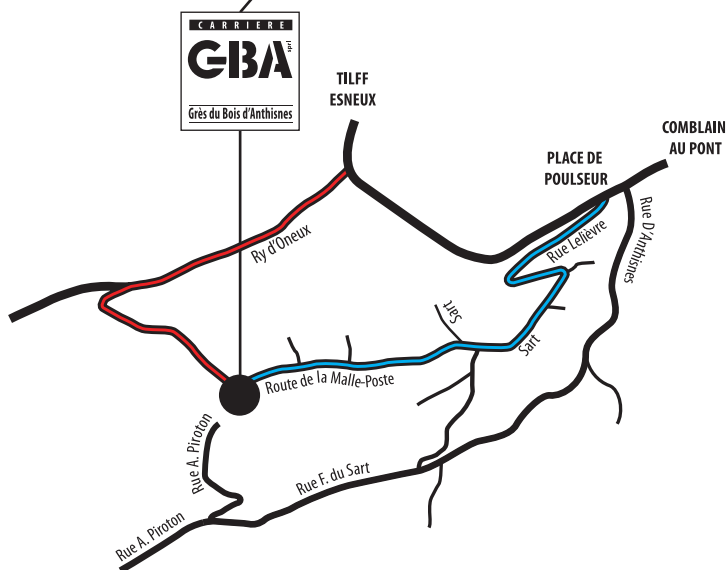 CARRIERE
GBA sprl
Grès du Bois d'Anthisnes
TILFF
ESNEUX
COMBLAIN
AU PONT
PLACE DE
POULSEUR
Rue D'Anthisnes
Rue Lelièvre
Ry d'Oneux
Sart
Sart
Route de la Malle-Poste
Rue A. Piroton
Rue F. du Sart
Rue A. Piroton